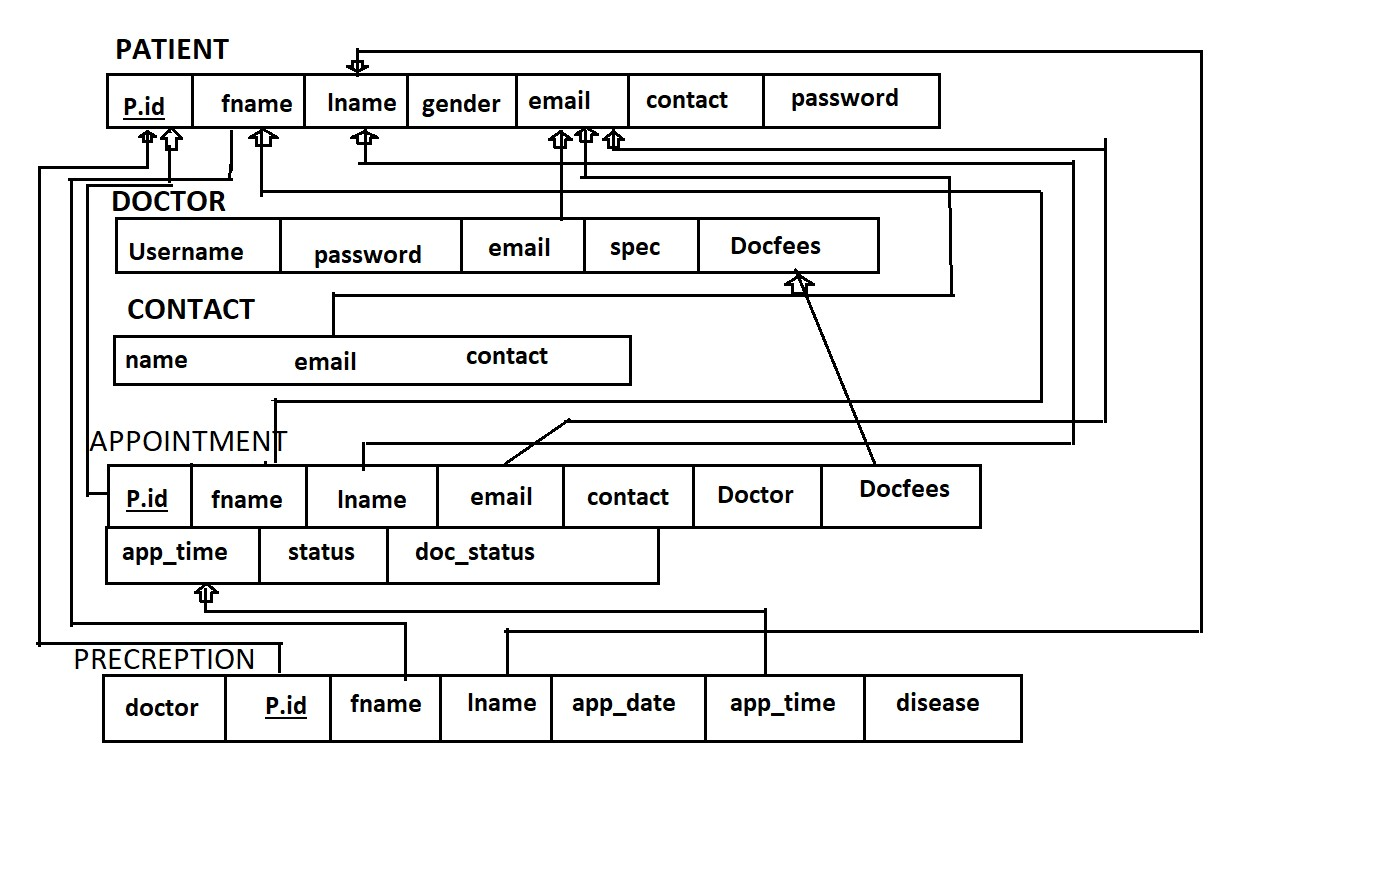 PATIENT
P.id fname lname gender email contact password
DOCTOR
Username password email spec Docfees
CONTACT
name email contact
APPOINTMENT
P.id fname lname email contact Doctor Docfees
app_time status doc_status
PRECREPTION
doctor P.id fname lname app_date app_time disease